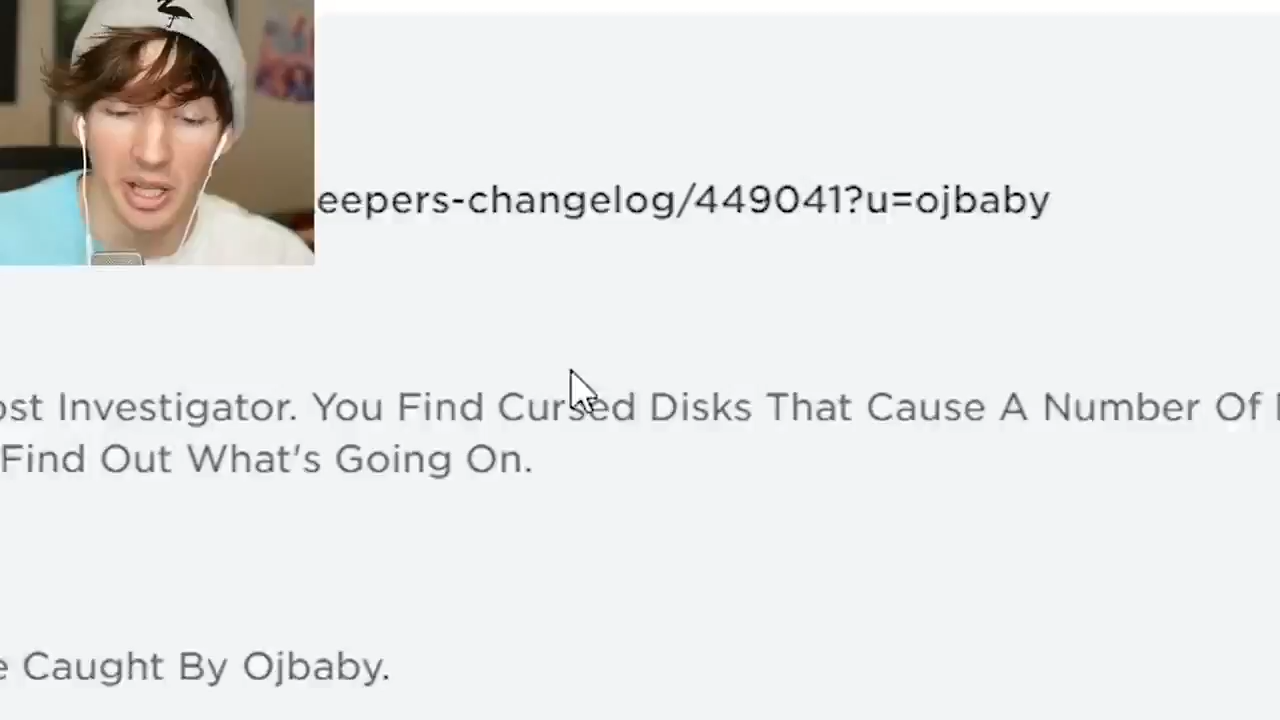 eepers-changelog/449041?u=ojbaby
ost Investigator. You Find Cursed Disks That Cause A Number Of
Find Out What's Going On.
e Caught By Ojbaby.